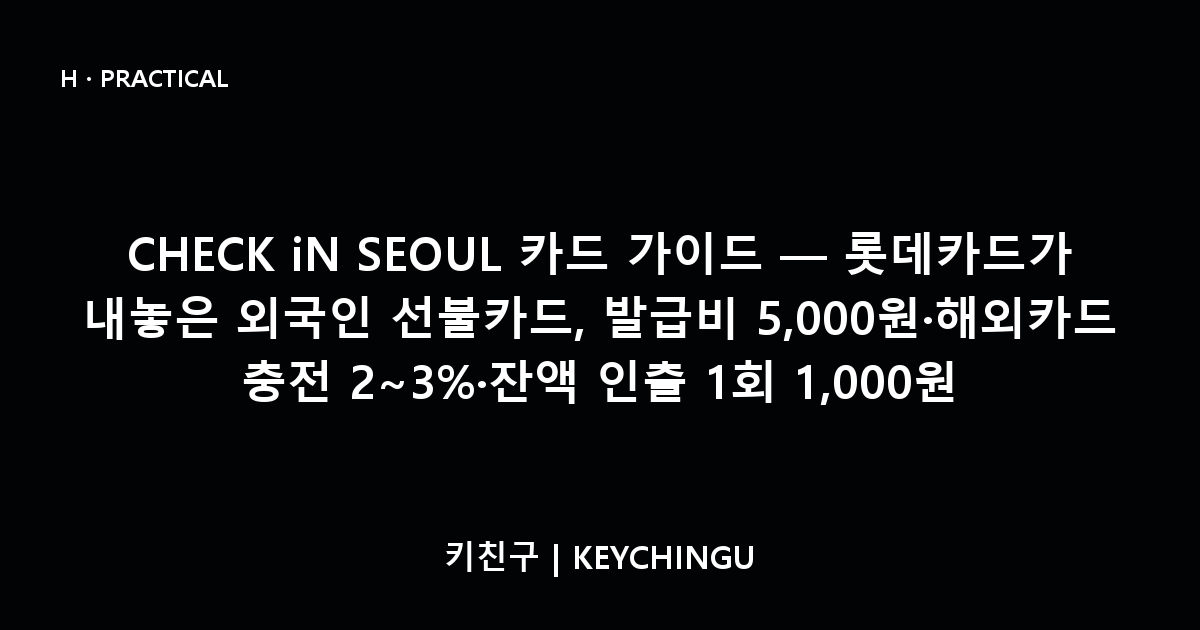 H · PRACTICAL
CHECK iN SEOUL 카드 가이드 — 롯데카드가
내놓은 외국인 선불카드, 발급비 5,000원·해외카드
충전 2~3%·잔액 인출 1회 1,000원
키친구 | KEYCHINGU